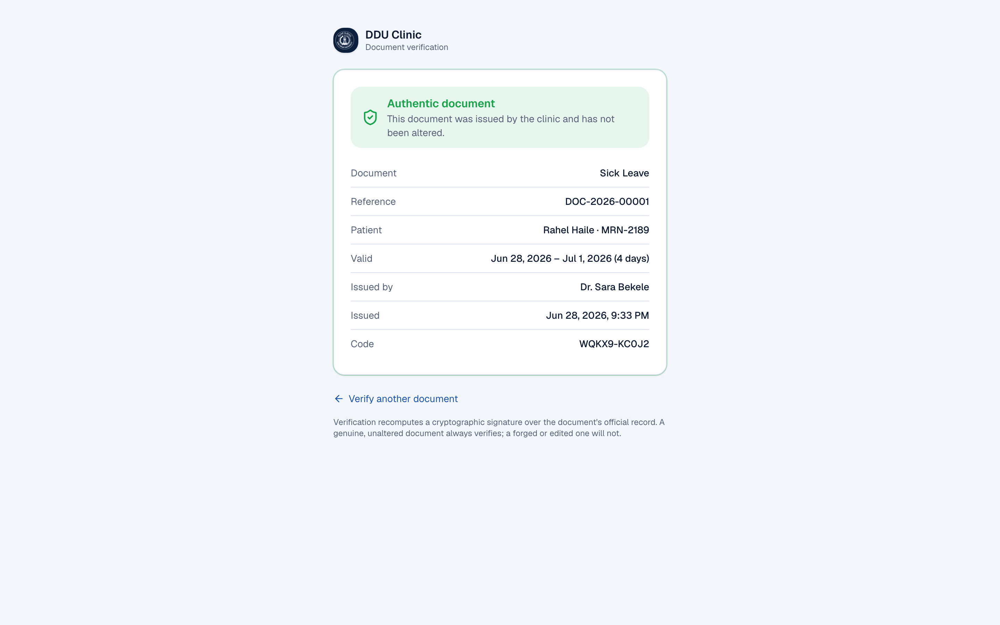 DDU Clinic
Document verification
Authentic document
This document was issued by the clinic and has not
been altered.
Document Sick Leave
Reference DOC-2026-00001
Patient Rahel Haile · MRN-2189
Valid Jun 28, 2026 – Jul 1, 2026 (4 days)
Issued by Dr. Sara Bekele
Issued Jun 28, 2026, 9:33 PM
Code WQKX9-KC0J2
Verify another document
Verification recomputes a cryptographic signature over the document's official record. A
genuine, unaltered document always verifies; a forged or edited one will not.